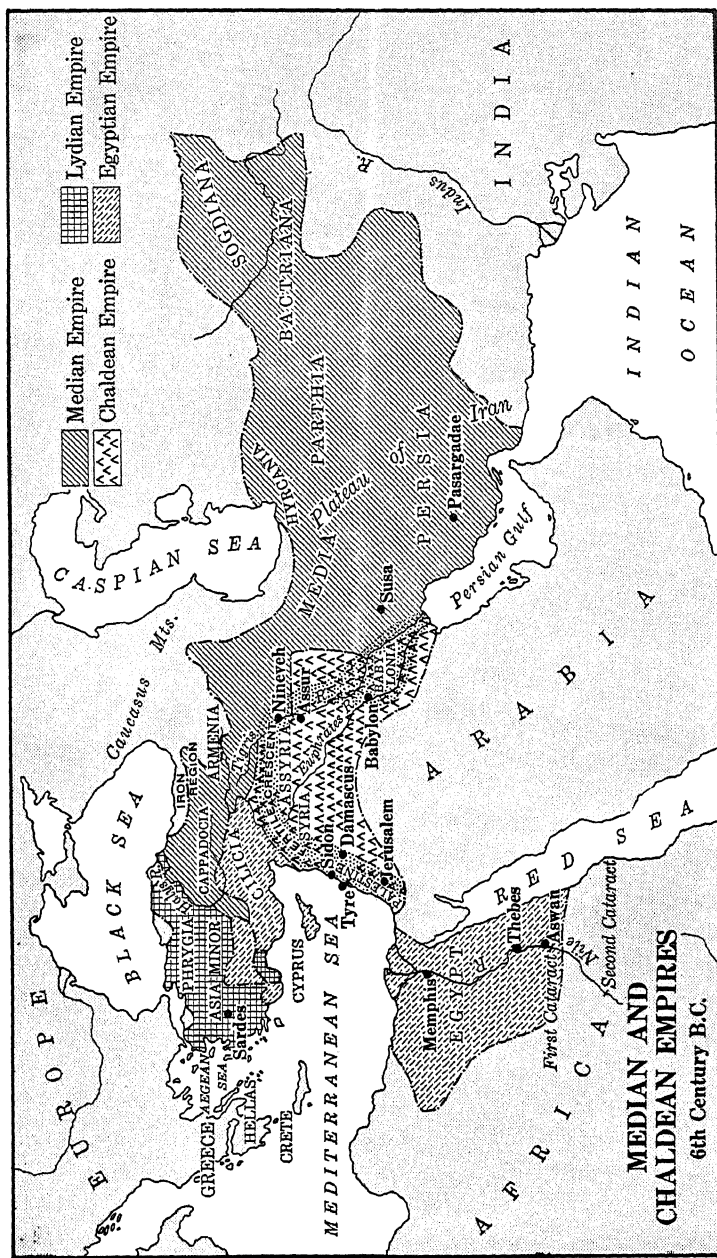 MEDIAN AND
CHALDEAN EMPIRES
6th Century B.C.
Median Empire
Chaldean Empire
Lydian Empire
Egyptian Empire
EUROPE
BLACK SEA
Caucasus Mts.
CASPIAN SEA
SOGDIANA
BACTRIANA
HYRCANIA
PARTHIA
MEDIA
Plateau of Iran
PERSIA
Pasargadae
Susa
Indus R.
INDIA
INDIAN
OCEAN
Persian Gulf
ARABIA
RED SEA
GREECE
AEGEAN
SEA
HELLAS
CRETE
CYPRUS
MEDITERRANEAN SEA
PHRYGIA
ASIA MINOR
Sardes
CAPPADOCIA
IRON
REGION
ARMENIA
CILICIA
CRESCENT
Nineveh
Assur
ASSYRIA
SYRIA
Euphrates
Babylon
Sidon
Damascus
Tyre
Jerusalem
Memphis
EGYPT
Thebes
Aswan
Nile R.
First Cataract
Second Cataract
AFRICA